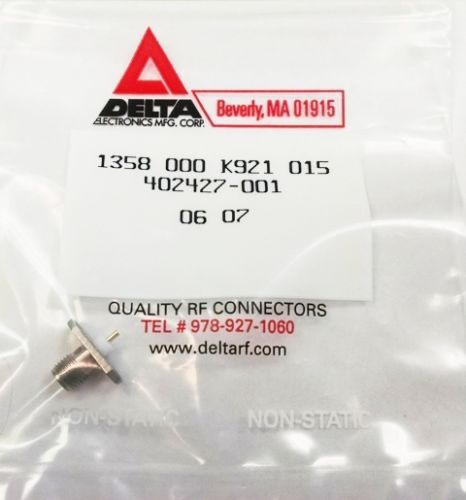 DELTA
ELECTRONICS MFG. CORP.
Beverly, MA 01915
1358 000 K921 015
402427-001
06 07
QUALITY RF CONNECTORS
TEL # 978-927-1060
www.deltarf.com
NON-STATIC NON-STATIC